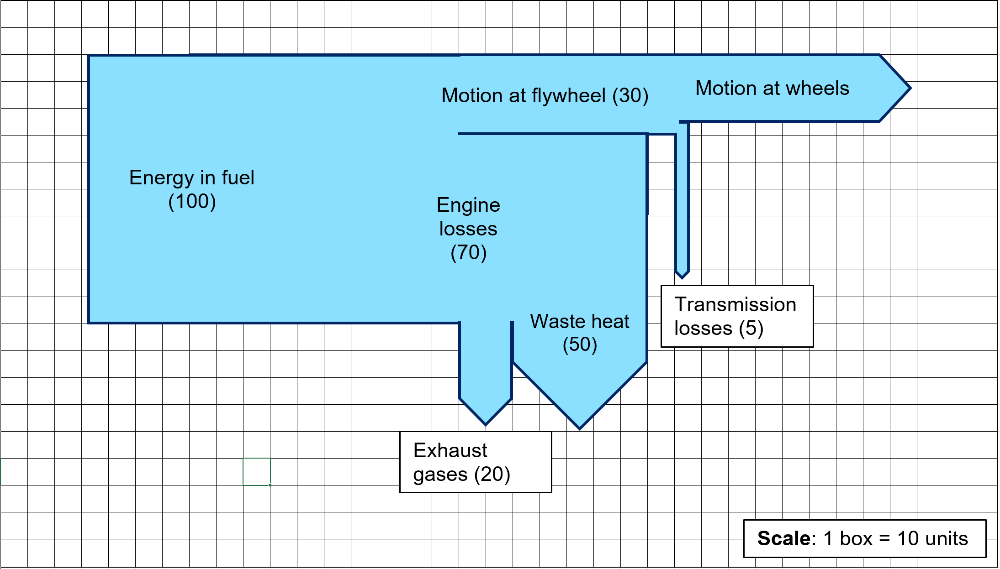 Motion at flywheel (30)
Motion at wheels
Energy in fuel
(100)
Engine
losses
(70)
Waste heat
(50)
Transmission
losses (5)
Exhaust
gases (20)
Scale: 1 box = 10 units